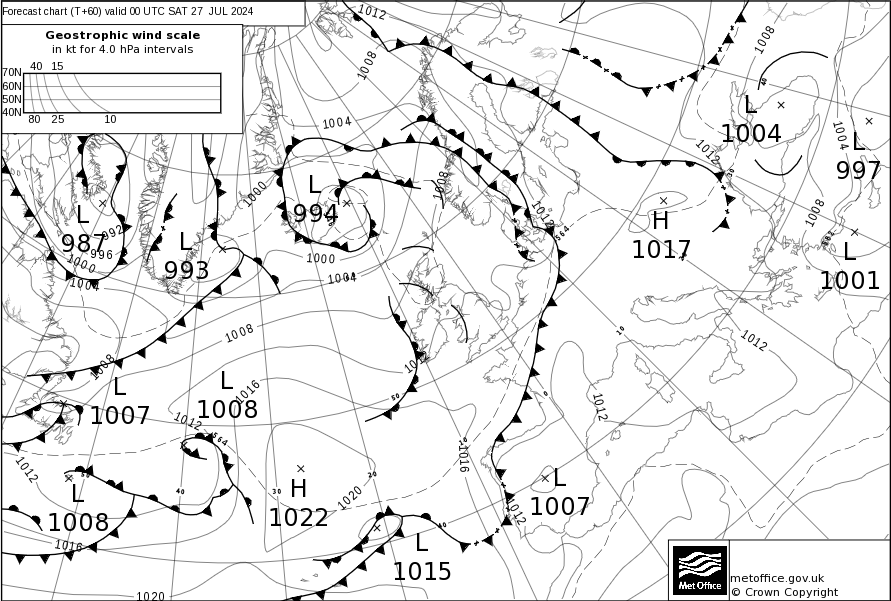 Forecast chart (T+60) valid 00 UTC SAT 27 JUL 2024
Geostrophic wind scale
in kt for 4.0 hPa intervals
40 15
70N
60N
50N
40N
80 25 10
1012
1008
1008
1004
L
1004
1004
L
997
1012
1000
L
994
1008
1012
564
H
1017
1008
L
1001
L
987
992
996
1000
1004
L
993
1000
1004
1008
10
1012
1008
L
1007
L
1008
1016
1012
50
0
1012
1012
564
1012
L
1008
40
30
H
1022
20
1020
10
1016
L
1007
1012
40
1016
L
1015
1020
Met Office
metoffice.gov.uk
© Crown Copyright